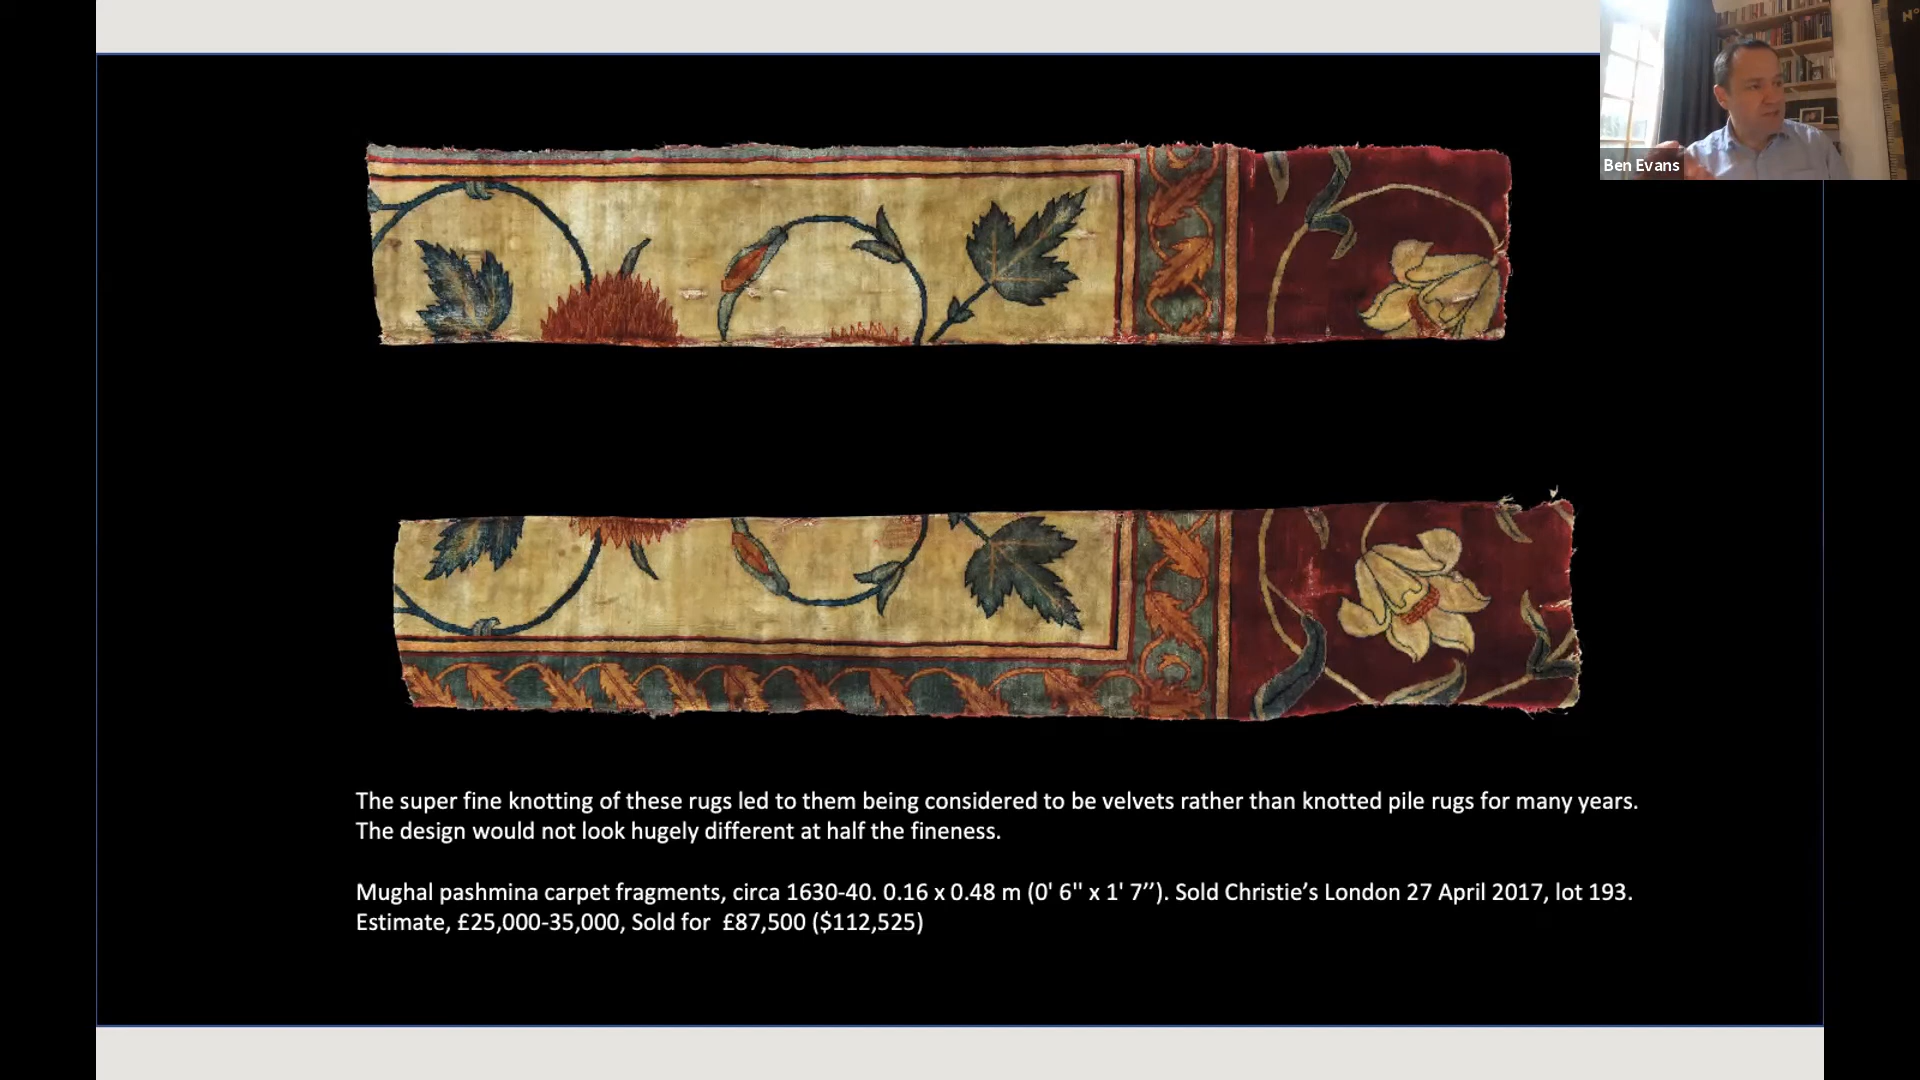 Ben Evans
The super fine knotting of these rugs led to them being considered to be velvets rather than knotted pile rugs for many years.
The design would not look hugely different at half the fineness.
Mughal pashmina carpet fragments, circa 1630-40. 0.16 x 0.48 m (0' 6'' x 1' 7’’). Sold Christie’s London 27 April 2017, lot 193.
Estimate, £25,000-35,000, Sold for  £87,500 ($112,525)